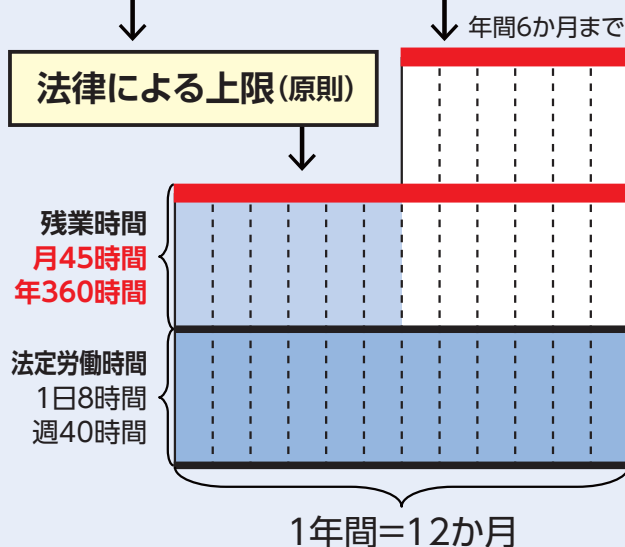 年間6か月まで
法律による上限(原則)
残業時間
月45時間
年360時間
法定労働時間
1日8時間
週40時間
1年間=12か月